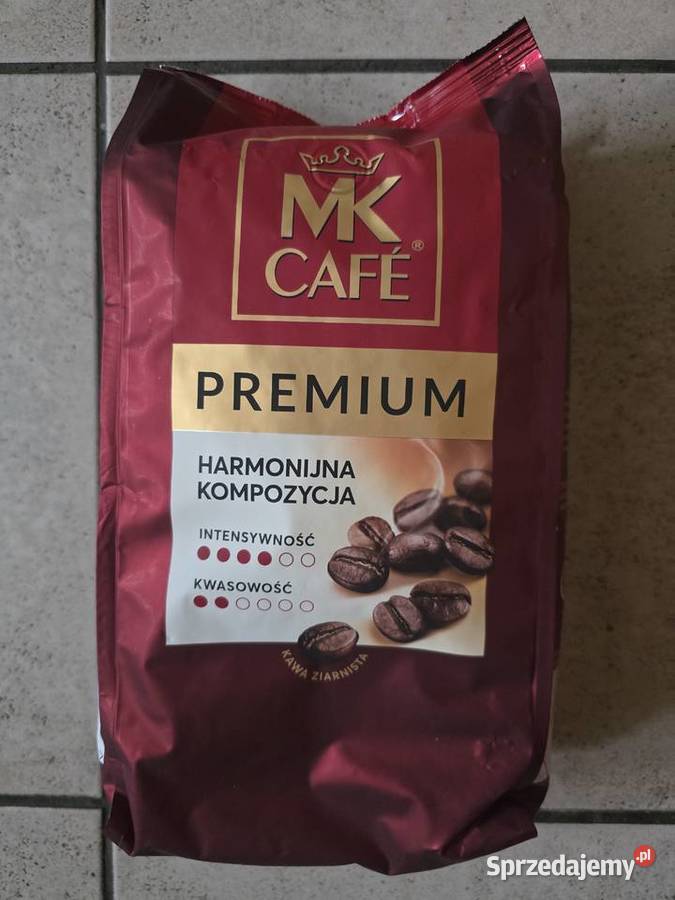 MK
CAFÉ®
PREMIUM
HARMONIJNA
KOMPOZYCJA
INTENSYWNOŚĆ
KWASOWOŚĆ
KAWA ZIARNISTA
Sprzedajemy.pl